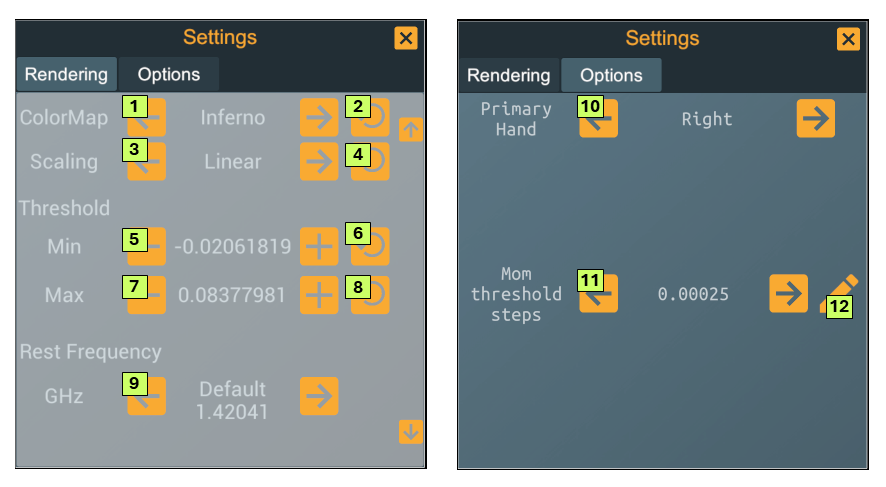 Settings
Rendering Options
1 2
ColorMap Inferno
3 4
Scaling Linear
Threshold
5 6
Min -0.02061819
7 8
Max 0.08377981
Rest Frequency
9
GHz Default
1.42041
Settings
Rendering Options
10
Primary
Hand
Right
11
Mom
threshold
steps
0.00025
12